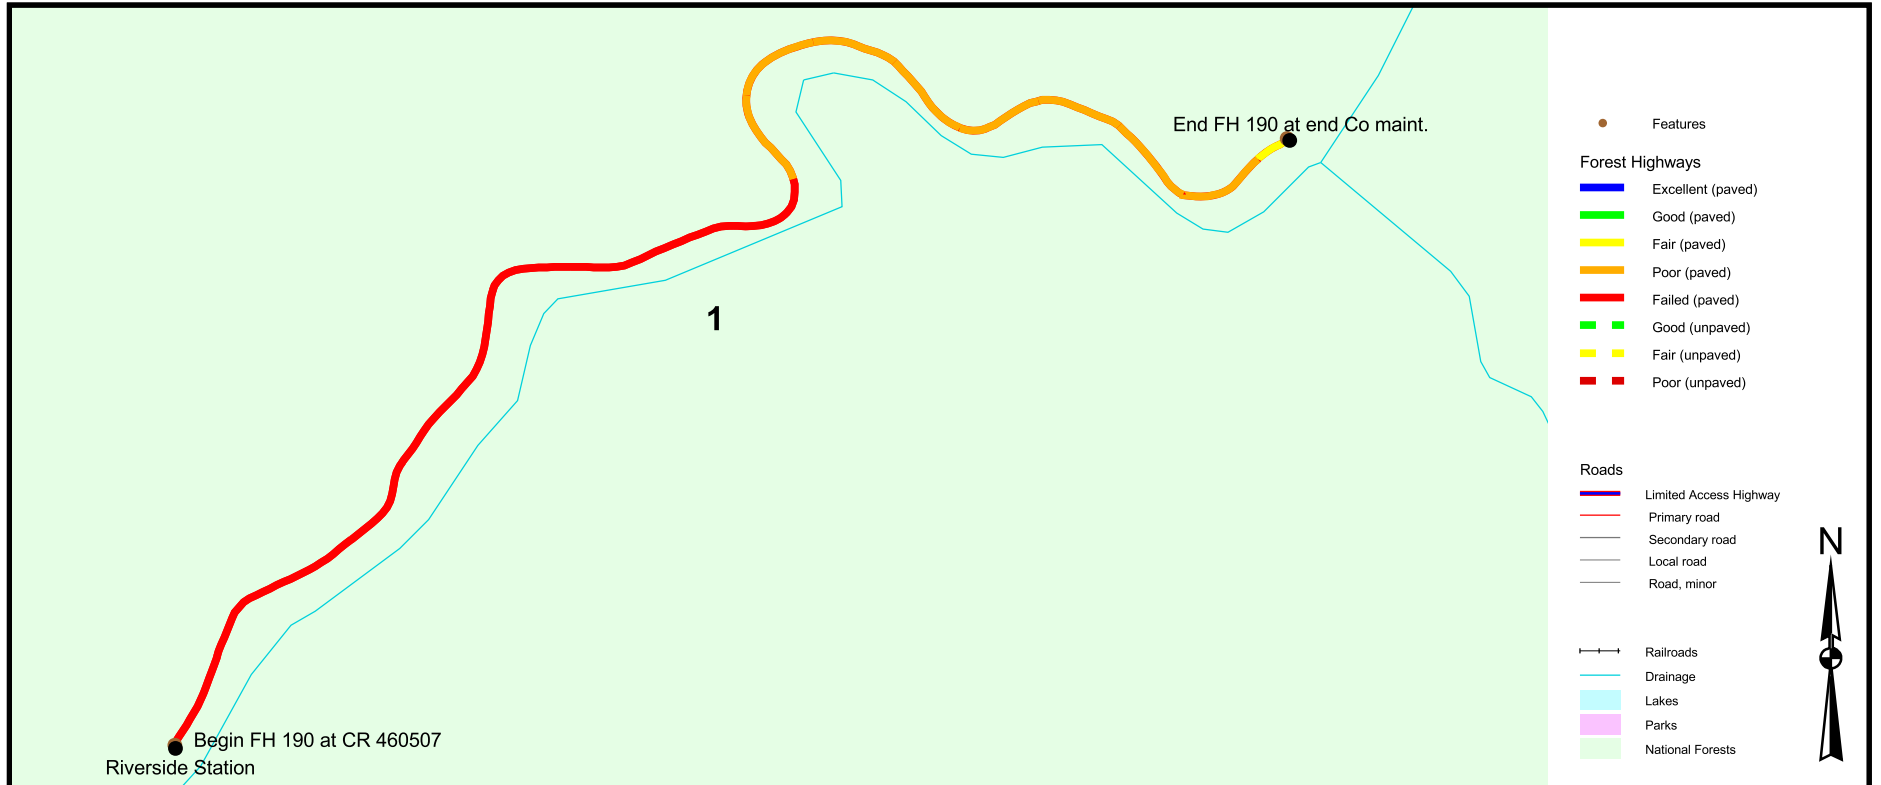 End FH 190 at end Co maint.
1
Begin FH 190 at CR 460507
Riverside Station
Features
Forest Highways
Excellent (paved)
Good (paved)
Fair (paved)
Poor (paved)
Failed (paved)
Good (unpaved)
Fair (unpaved)
Poor (unpaved)
Roads
Limited Access Highway
Primary road
Secondary road
Local road
Road, minor
N
Railroads
Drainage
Lakes
Parks
National Forests